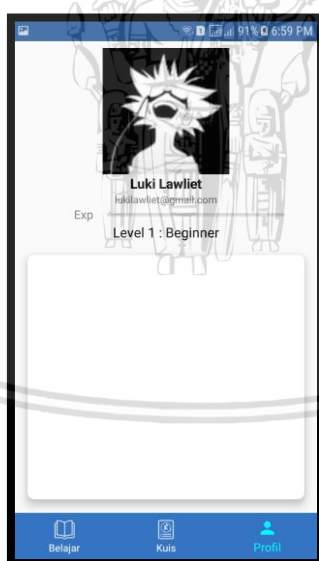 91% 6:59 PM
Luki Lawliet
lukilawliet@gmail.com
Exp
Level 1 : Beginner
Belajar Kuis Profil